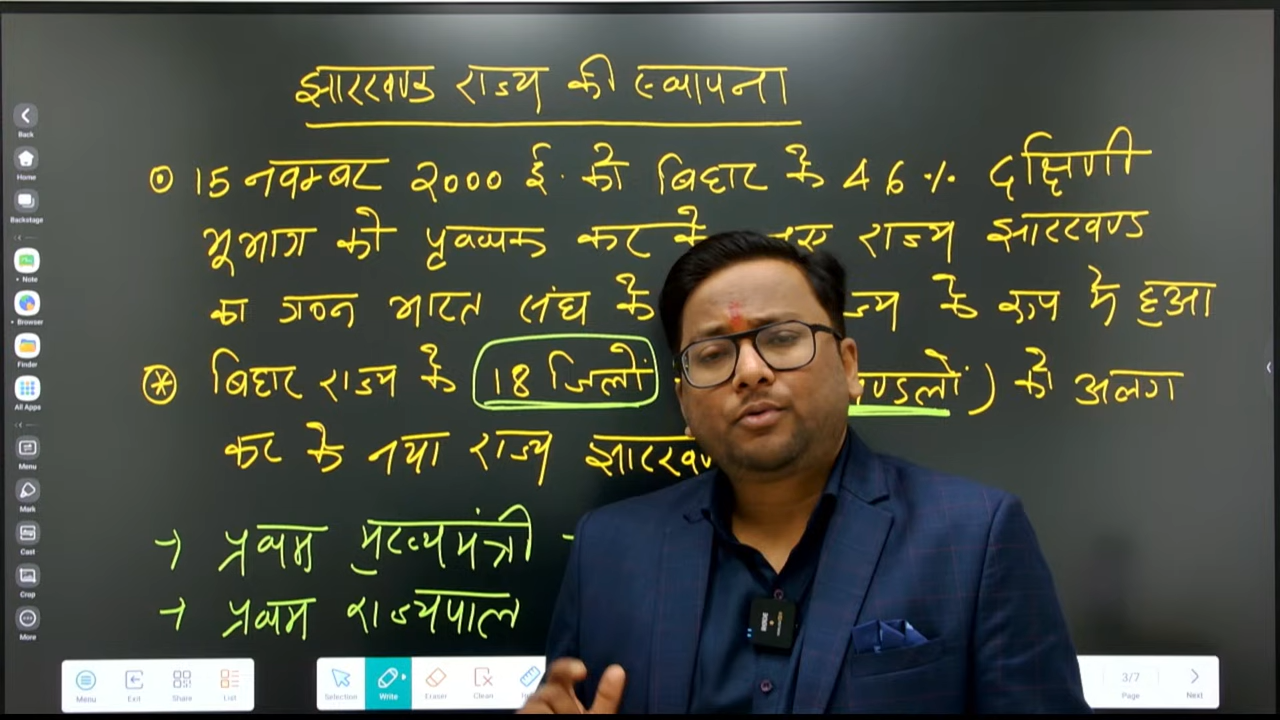 झारखण्ड राज्य की स्थापना
15 नवम्बर २००० ई. को बिहार के 46% दक्षिणी
भूभाग को पृथक कर के राज्य झारखण्ड
का गठन भारत संघ के राज्य के रूप में हुआ
बिहार राज्य के 18 जिलों को अलग
कर के नया राज्य
→ प्रथम मुख्यमंत्री -
→ प्रथम राज्यपाल
Back
Home
Backstage
Note
Browser
Finder
All Apps
Menu
Mark
Cast
Crop
More
Menu Exit Share List Selection Write Eraser Clean 3/7 Page Next